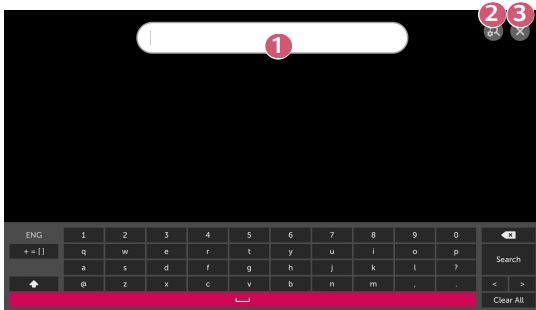 2 3
1
ENG 1 2 3 4 5 6 7 8 9 0
+ = [ ] q w e r t y u i o p
a s d f g h j k l ? Search
@ z x c v b n m , . < >
Clear All